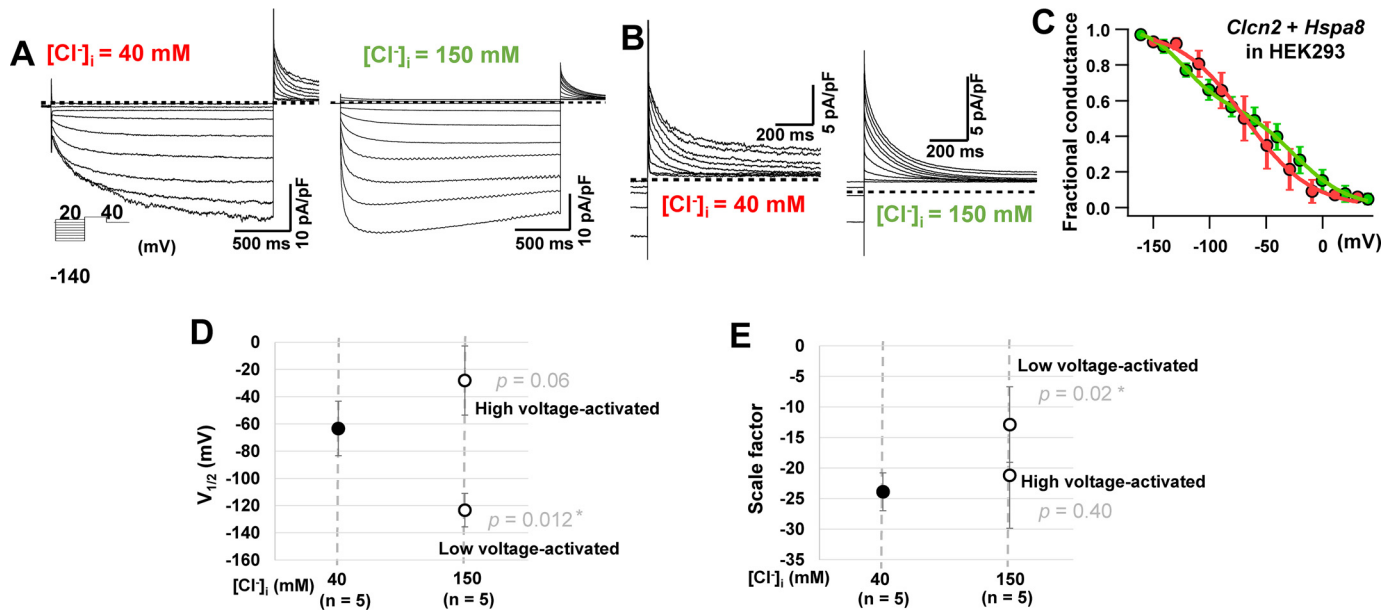 A
[Cl-]i = 40 mM
[Cl-]i = 150 mM
20
40
(mV)
-140
500 ms
10 pA/pF
500 ms
10 pA/pF
B
200 ms
5 pA/pF
[Cl-]i = 40 mM
200 ms
5 pA/pF
[Cl-]i = 150 mM
C
Clcn2 + Hspa8
in HEK293
Fractional conductance
1.0
0.8
0.6
0.4
0.2
0.0
-150
-100
-50
0
(mV)
D
V1/2 (mV)
0
-20
-40
-60
-80
-100
-120
-140
-160
p = 0.06
High voltage-activated
p = 0.012 *
Low voltage-activated
[Cl-]i (mM)
40
150
(n = 5)
(n = 5)
E
Scale factor
0
-5
-10
-15
-20
-25
-30
-35
Low voltage-activated
p = 0.02 *
High voltage-activated
p = 0.40
[Cl-]i (mM)
40
150
(n = 5)
(n = 5)